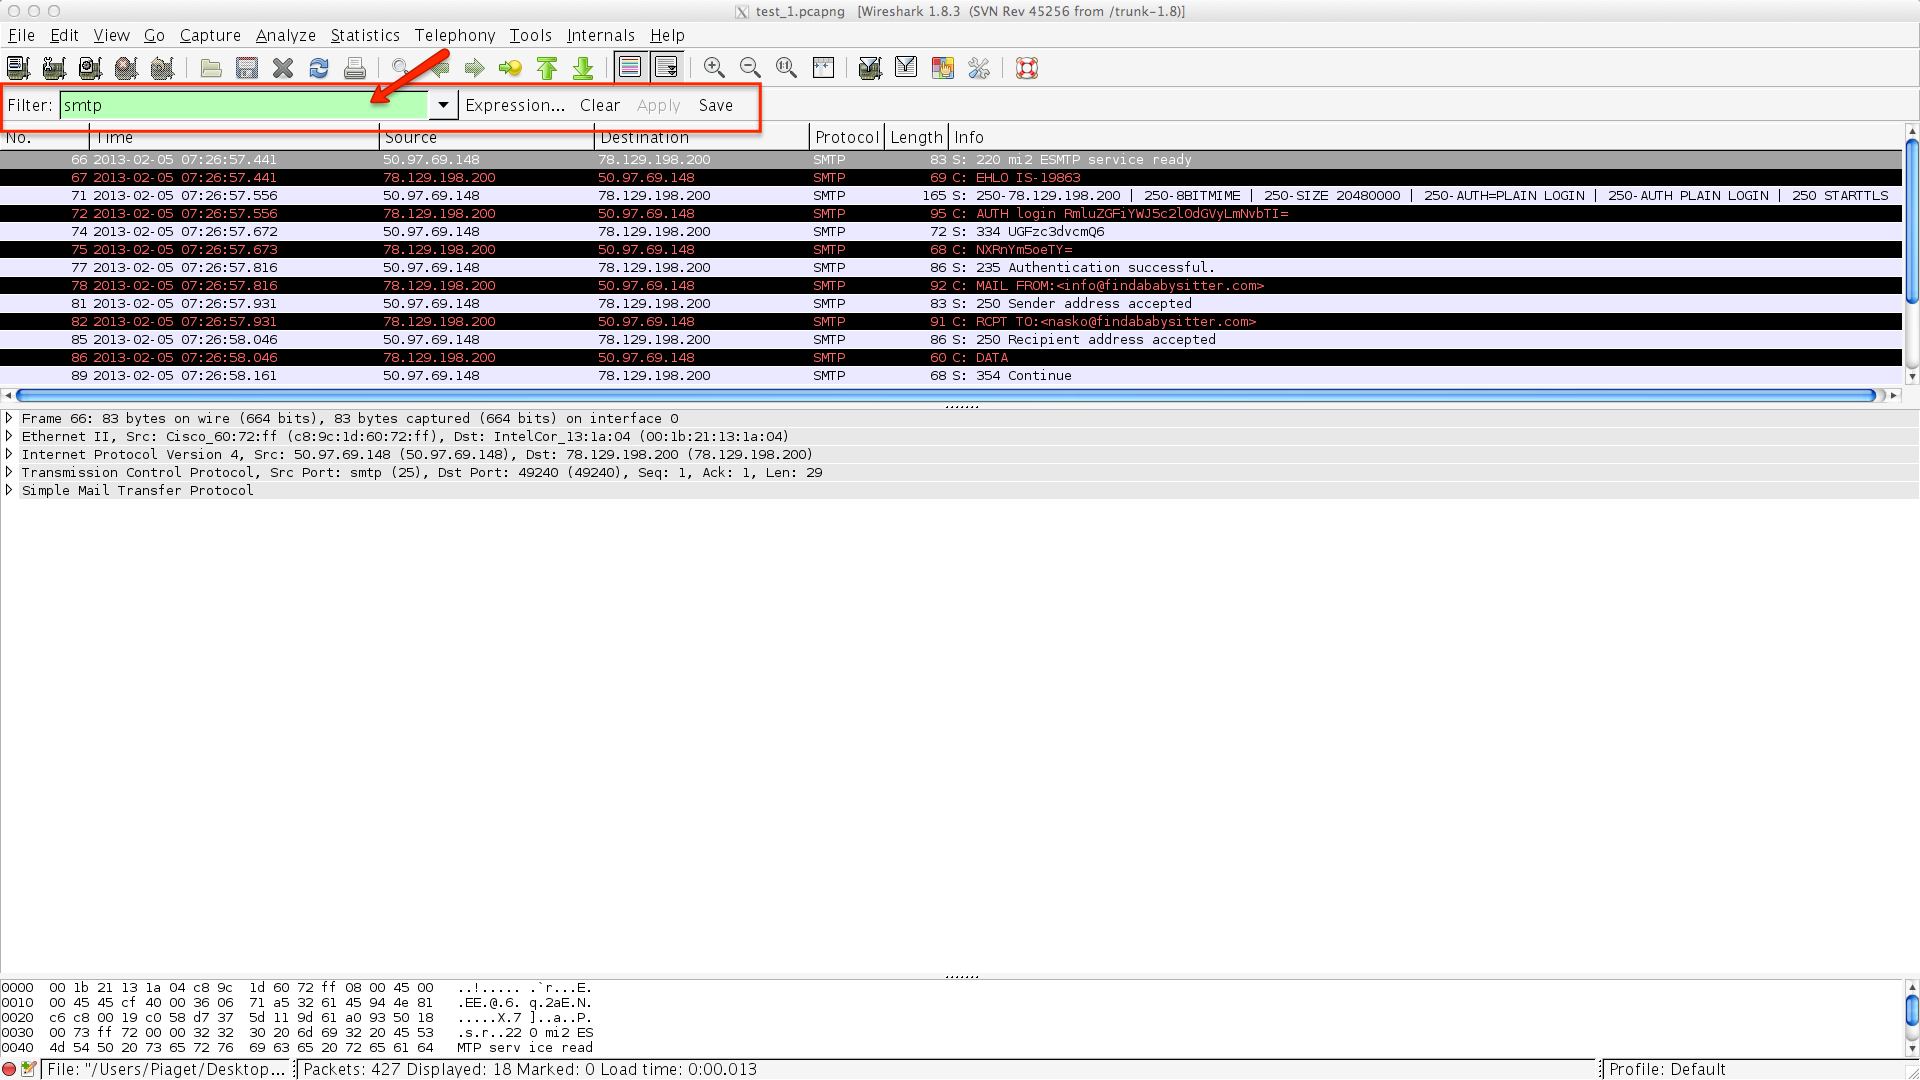 test_1.pcapng   [Wireshark 1.8.3  (SVN Rev 45256 from /trunk-1.8)]
File Edit View Go Capture Analyze Statistics Telephony Tools Internals Help
Filter: smtp Expression... Clear Apply Save
No. Time Source Destination Protocol Length Info
66 2013-02-05 07:26:57.441 50.97.69.148 78.129.198.200 SMTP 83 S: 220 mi2 ESMTP service ready
67 2013-02-05 07:26:57.441 78.129.198.200 50.97.69.148 SMTP 69 C: EHLO IS-19863
71 2013-02-05 07:26:57.556 50.97.69.148 78.129.198.200 SMTP 165 S: 250-78.129.198.200 | 250-8BITMIME | 250-SIZE 20480000 | 250-AUTH=PLAIN LOGIN | 250-AUTH PLAIN LOGIN | 250 STARTTLS
72 2013-02-05 07:26:57.556 78.129.198.200 50.97.69.148 SMTP 95 C: AUTH login RmluZGFiYWJ5c2l0dGVyLmNvbTI=
74 2013-02-05 07:26:57.672 50.97.69.148 78.129.198.200 SMTP 72 S: 334 UGFzc3dvcmQ6
75 2013-02-05 07:26:57.673 78.129.198.200 50.97.69.148 SMTP 68 C: NXRnYm5oeTY=
77 2013-02-05 07:26:57.816 50.97.69.148 78.129.198.200 SMTP 86 S: 235 Authentication successful.
78 2013-02-05 07:26:57.816 78.129.198.200 50.97.69.148 SMTP 92 C: MAIL FROM:<info@findababysitter.com>
81 2013-02-05 07:26:57.931 50.97.69.148 78.129.198.200 SMTP 83 S: 250 Sender address accepted
82 2013-02-05 07:26:57.931 78.129.198.200 50.97.69.148 SMTP 91 C: RCPT TO:<nasko@findababysitter.com>
85 2013-02-05 07:26:58.046 50.97.69.148 78.129.198.200 SMTP 86 S: 250 Recipient address accepted
86 2013-02-05 07:26:58.046 78.129.198.200 50.97.69.148 SMTP 60 C: DATA
89 2013-02-05 07:26:58.161 50.97.69.148 78.129.198.200 SMTP 68 S: 354 Continue
Frame 66: 83 bytes on wire (664 bits), 83 bytes captured (664 bits) on interface 0
Ethernet II, Src: Cisco_60:72:ff (c8:9c:1d:60:72:ff), Dst: IntelCor_13:1a:04 (00:1b:21:13:1a:04)
Internet Protocol Version 4, Src: 50.97.69.148 (50.97.69.148), Dst: 78.129.198.200 (78.129.198.200)
Transmission Control Protocol, Src Port: smtp (25), Dst Port: 49240 (49240), Seq: 1, Ack: 1, Len: 29
Simple Mail Transfer Protocol
0000  00 1b 21 13 1a 04 c8 9c  1d 60 72 ff 08 00 45 00   ..!..... .`r...E.
0010  00 45 45 cf 40 00 36 06  71 a5 32 61 45 94 4e 81   .EE.@.6. q.2aE.N.
0020  c6 c8 00 19 c0 58 d7 37  5d 11 9d 61 a0 93 50 18   .....X.7 ]..a..P.
0030  00 73 ff 72 00 00 32 32  30 20 6d 69 32 20 45 53   .s.r..22 0 mi2 ES
0040  4d 54 50 20 73 65 72 76  69 63 65 20 72 65 61 64   MTP serv ice read
File: "/Users/Piaget/Desktop... Packets: 427 Displayed: 18 Marked: 0 Load time: 0:00.013 Profile: Default